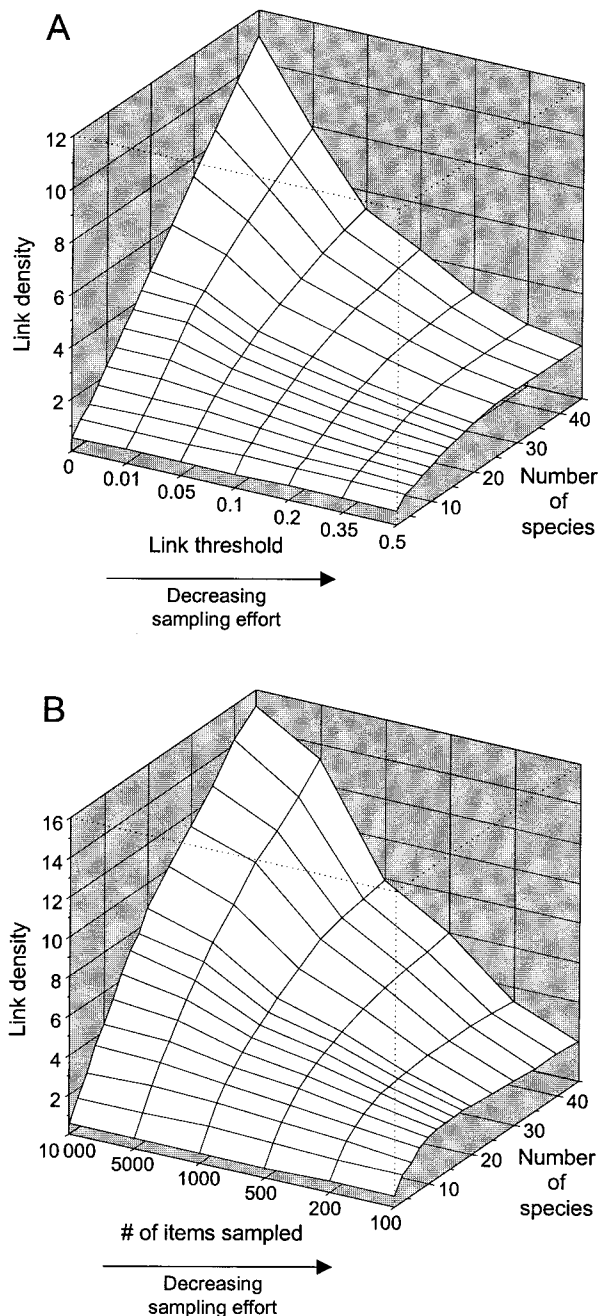 A
12
10
8
6
4
2
Link density
0
0.01
0.05
0.1
0.2
0.35
0.5
Link threshold
10
20
30
40
Number
of
species
Decreasing
sampling effort
B
16
14
12
10
8
6
4
2
Link density
10 000
5000
1000
500
200
100
# of items sampled
10
20
30
40
Number
of
species
Decreasing
sampling effort